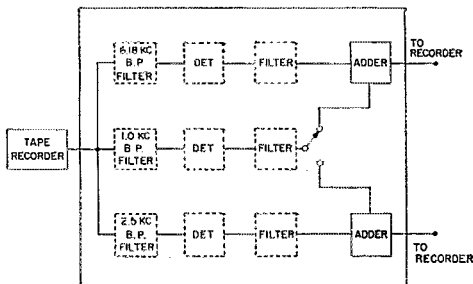 6.18 KC
B.P.
FILTER
DET
FILTER
ADDER
TO
RECORDER
TAPE
RECORDER
1.0 KC
B.P.
FILTER
DET
FILTER
2.5 KC
B.P.
FILTER
DET
FILTER
ADDER
TO
RECORDER